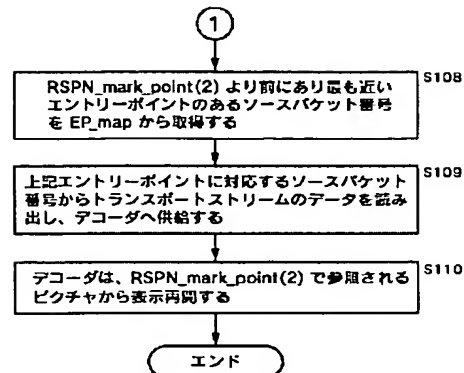 1
RSPN_mark_point(2) より前にあり最も近い
S108
エントリーポイントのあるソースパケット番号
を EP_map から取得する
上記エントリーポイントに対応するソースパケット
S109
番号からトランスポートストリームのデータを読み
出し、デコーダへ供給する
デコーダは、RSPN_mark_point(2) で参照される
S110
ピクチャから表示再開する
エンド